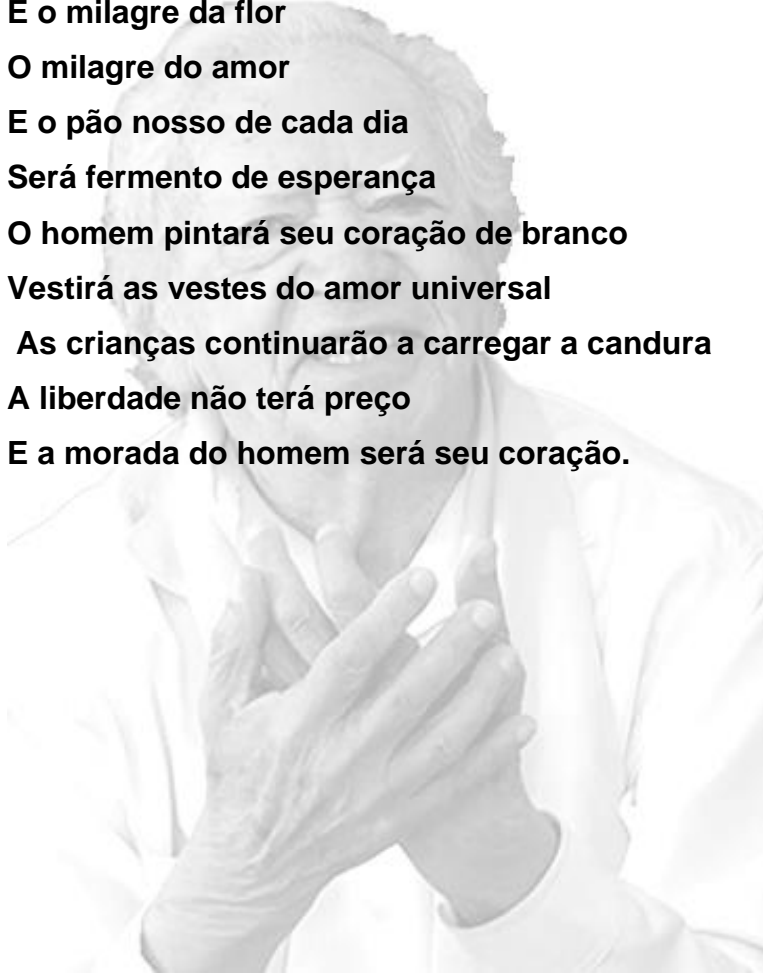 E o milagre da flor
O milagre do amor
E o pão nosso de cada dia
Será fermento de esperança
O homem pintará seu coração de branco
Vestirá as vestes do amor universal
As crianças continuarão a carregar a candura
A liberdade não terá preço
E a morada do homem será seu coração.